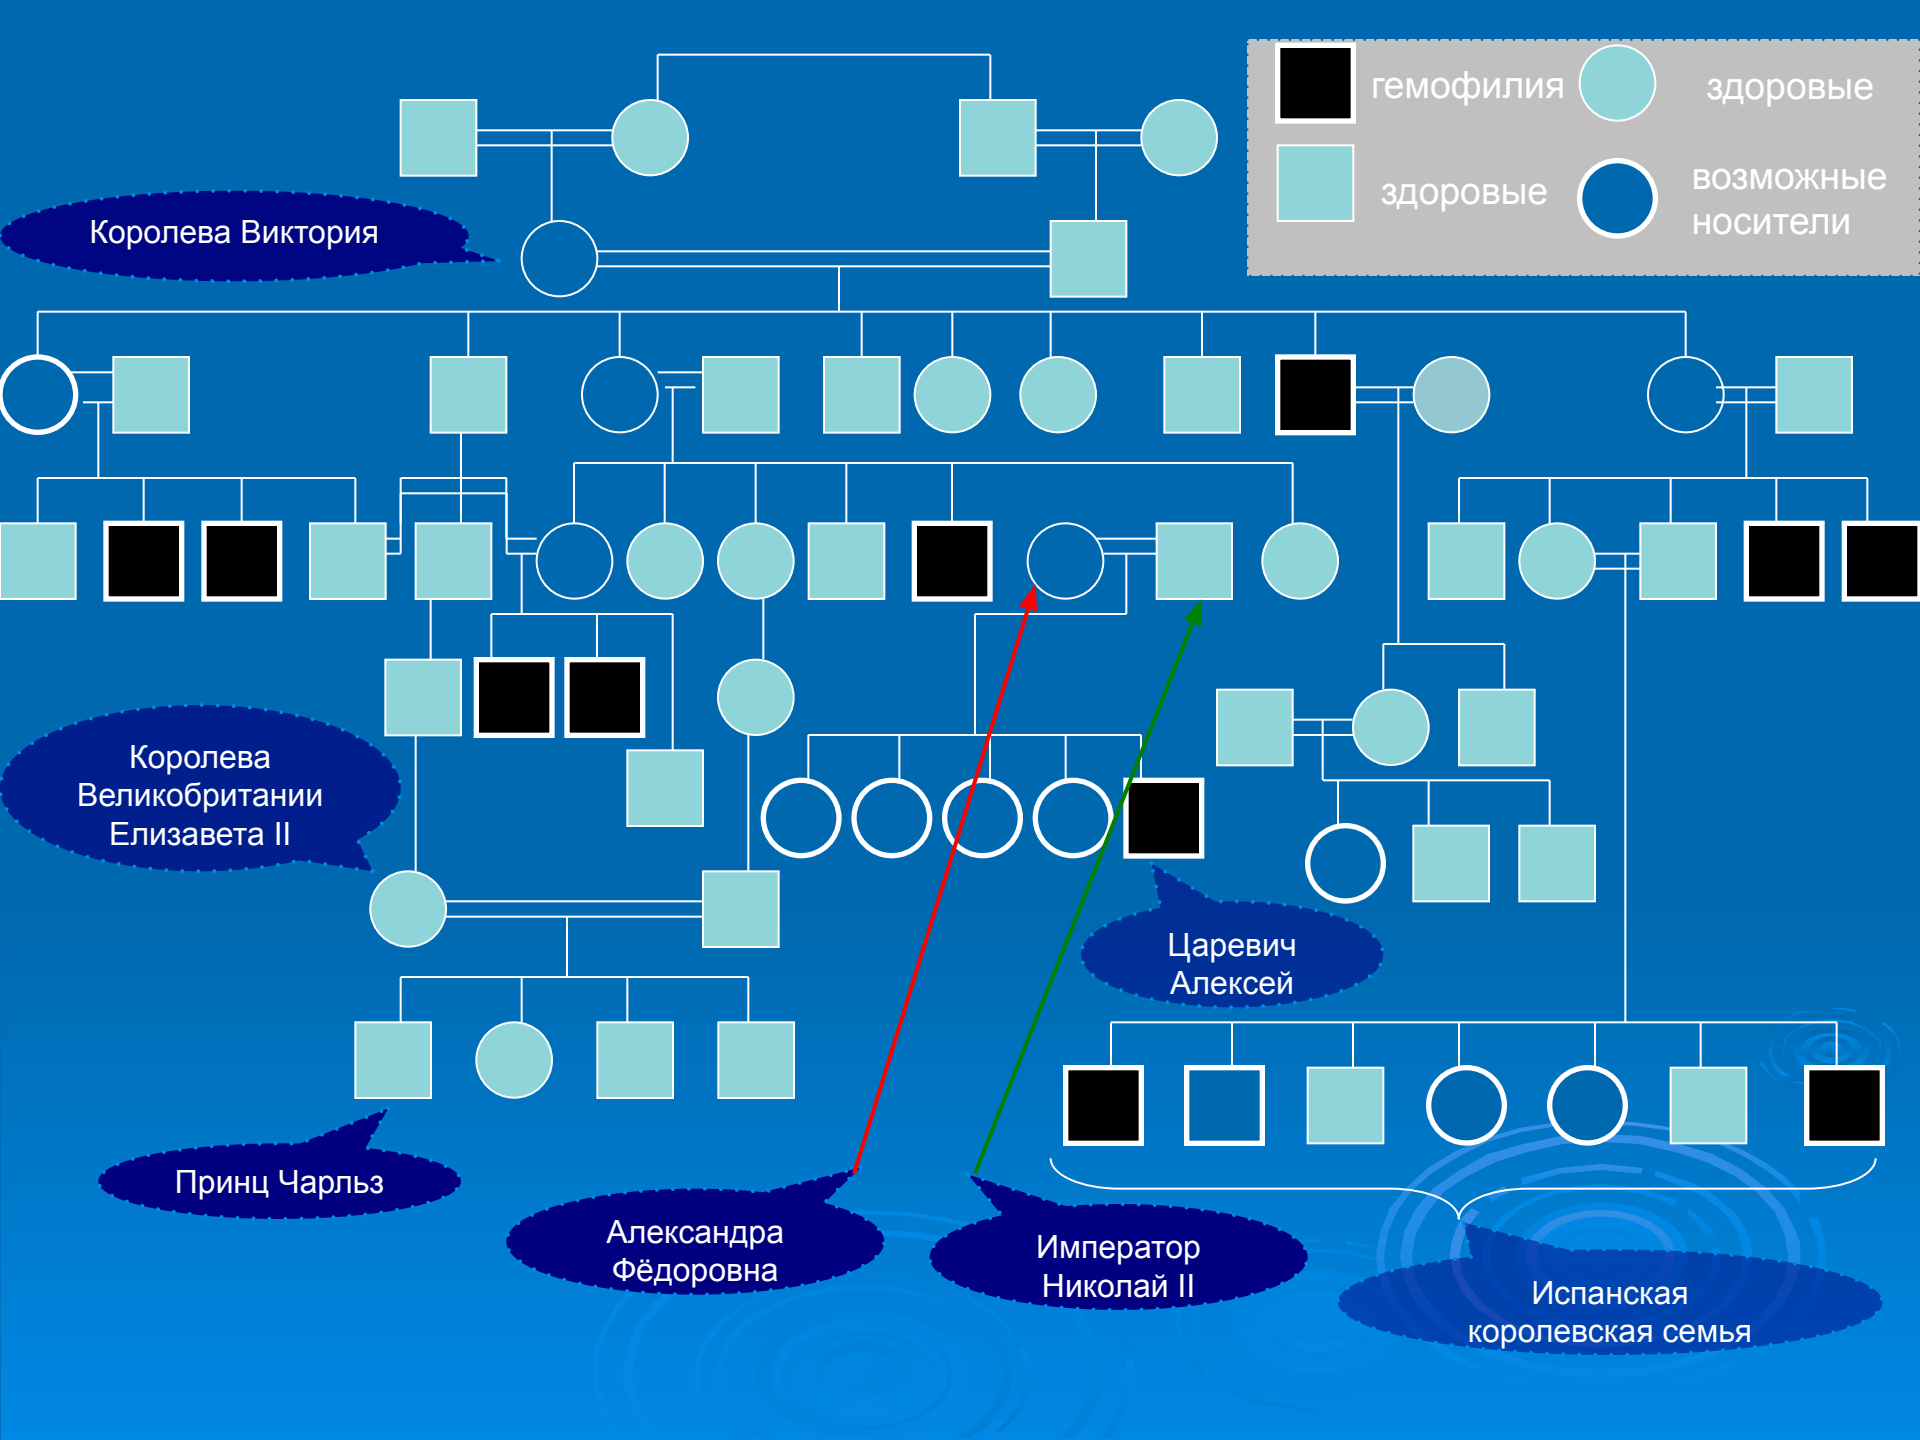 гемофилия
здоровые
здоровые
возможные
носители
Королева Виктория
Королева
Великобритании
Елизавета II
Царевич
Алексей
Принц Чарльз
Александра
Фёдоровна
Император
Николай II
Испанская
королевская семья